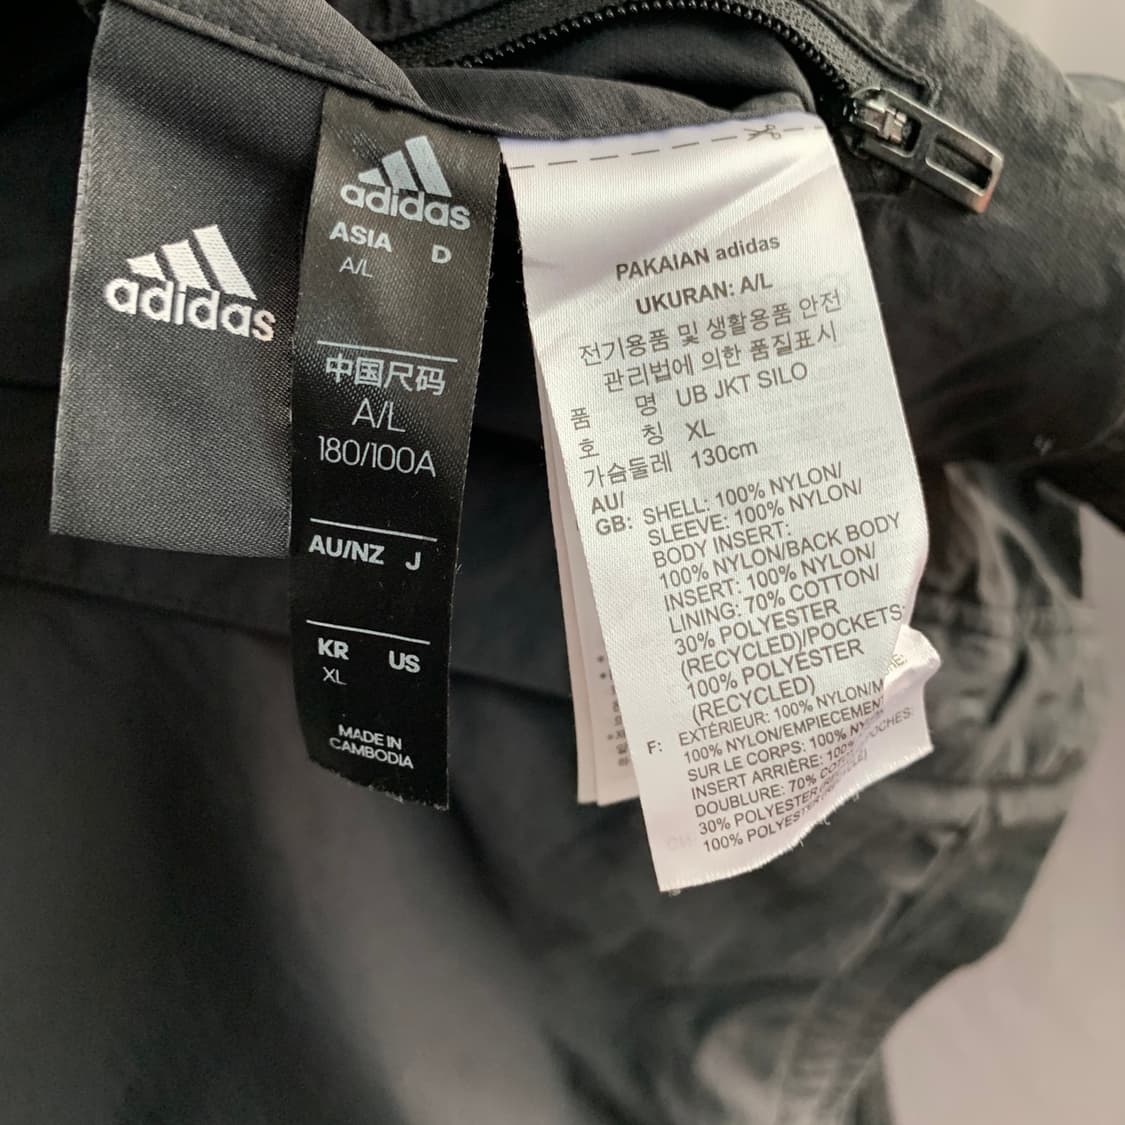 adidas
adidas
ASIA D
A/L
中国尺码
A/L
180/100A
AU/NZ J
KR US
XL
MADE IN
CAMBODIA
PAKAIAN adidas
UKURAN: A/L
전기용품 및 생활용품 안전
관리법에 의한 품질표시
품 명 UB JKT SILO
호 칭 XL
가슴둘레 130cm
AU/
GB: SHELL: 100% NYLON/
SLEEVE: 100% NYLON/
BODY INSERT:
100% NYLON/BACK BODY
INSERT: 100% NYLON/
LINING: 70% COTTON/
30% POLYESTER
(RECYCLED)/POCKETS:
100% POLYESTER
(RECYCLED)
F: EXTÉRIEUR: 100% NYLON/M
100% NYLON/EMPIECEMENT
SUR LE CORPS: 100% NY
INSERT ARRIÈRE: 100%
DOUBLURE: 70% CO POCHES:
30% POLYESTER
100% POLYESTER